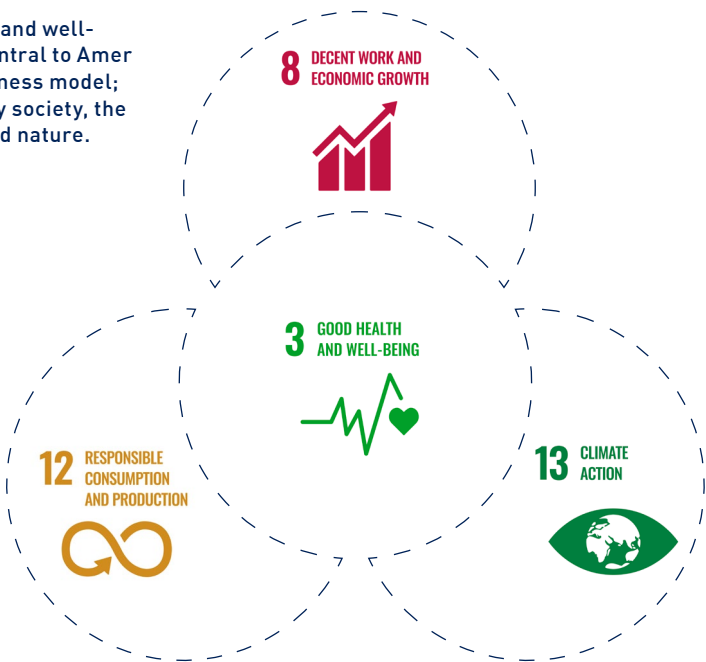 and well-
ntral to Amer
ness model;
y society, the
d nature.
8 DECENT WORK AND
ECONOMIC GROWTH
3 GOOD HEALTH
AND WELL-BEING
12 RESPONSIBLE
CONSUMPTION
AND PRODUCTION
13 CLIMATE
ACTION